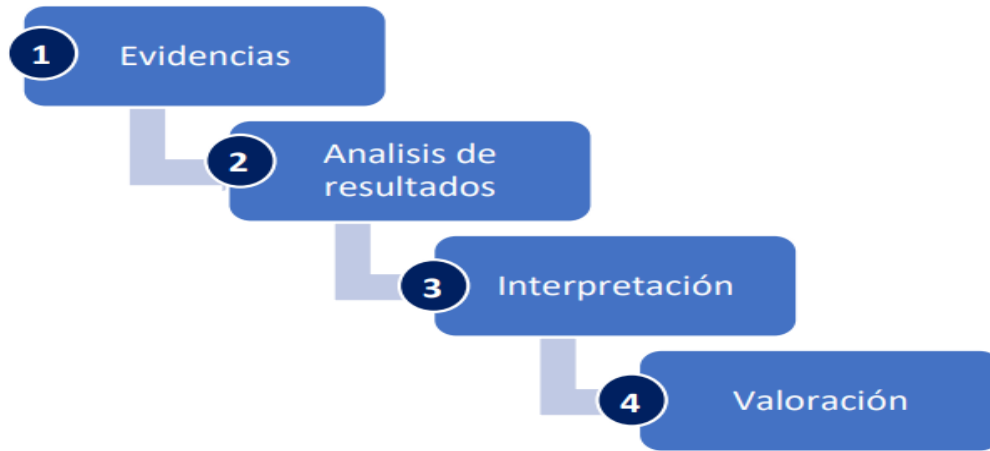 1
Evidencias
2
Analisis de
resultados
3
Interpretación
4
Valoración